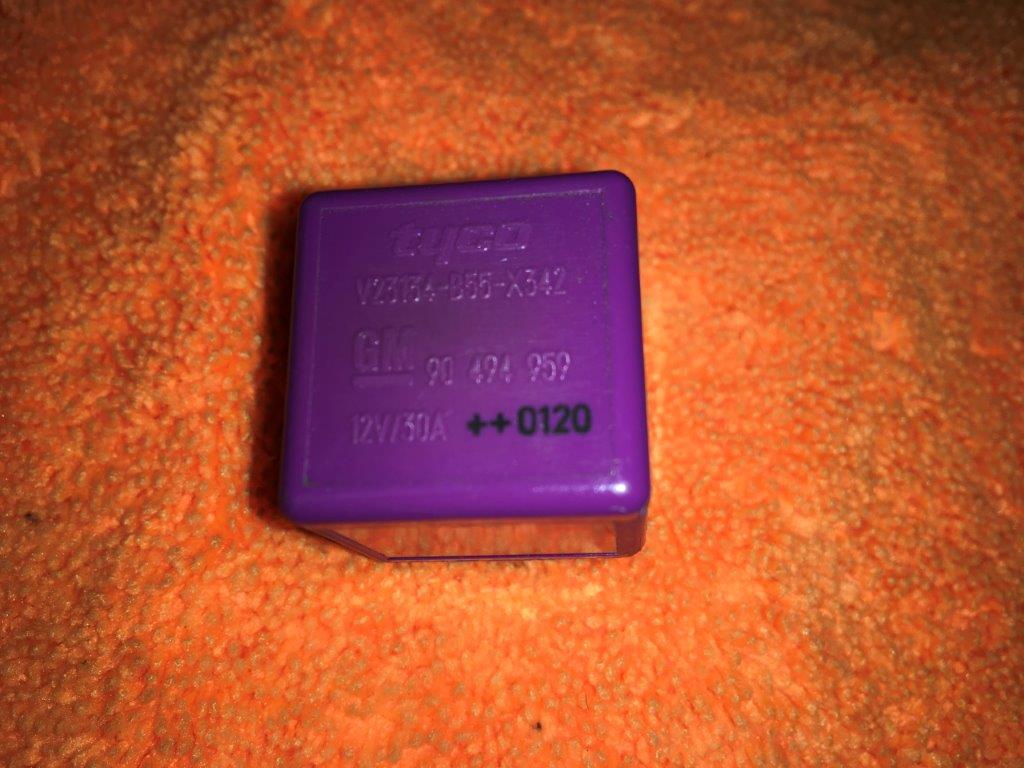 tyco
V23134-B55-X342
GM 90 494 959
12V/30A ++0120